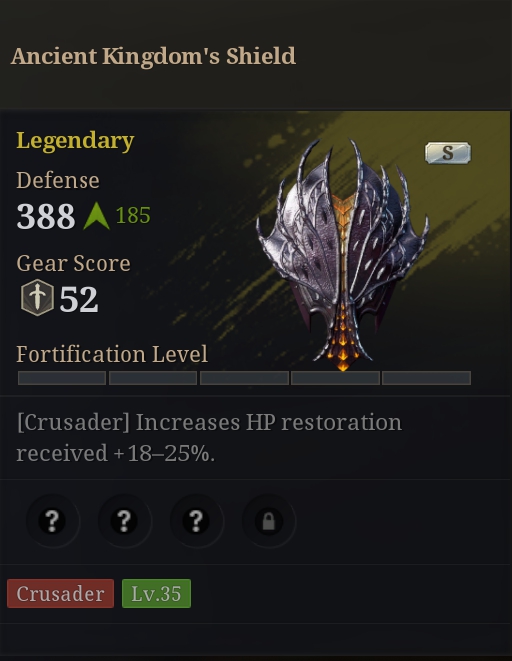 Ancient Kingdom's Shield
Legendary
S
Defense
388 185
Gear Score
52
Fortification Level
[Crusader] Increases HP restoration
received +18–25%.
? ? ?
Crusader Lv.35